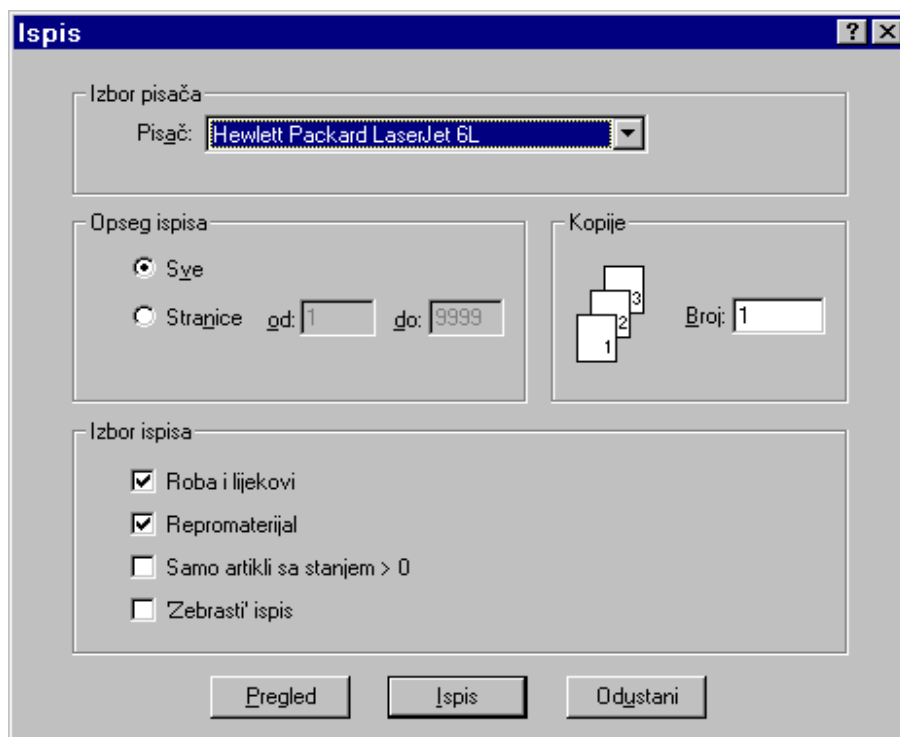 Ispis
Izbor pisača
Pisač: Hewlett Packard LaserJet 6L
Opseg ispisa
Sve
Stranice od: 1 do: 9999
Kopije
3
2
1
Broj: 1
Izbor ispisa
Roba i lijekovi
Repromaterijal
Samo artikli sa stanjem > 0
'Zebrasti' ispis
Pregled Ispis Odustani